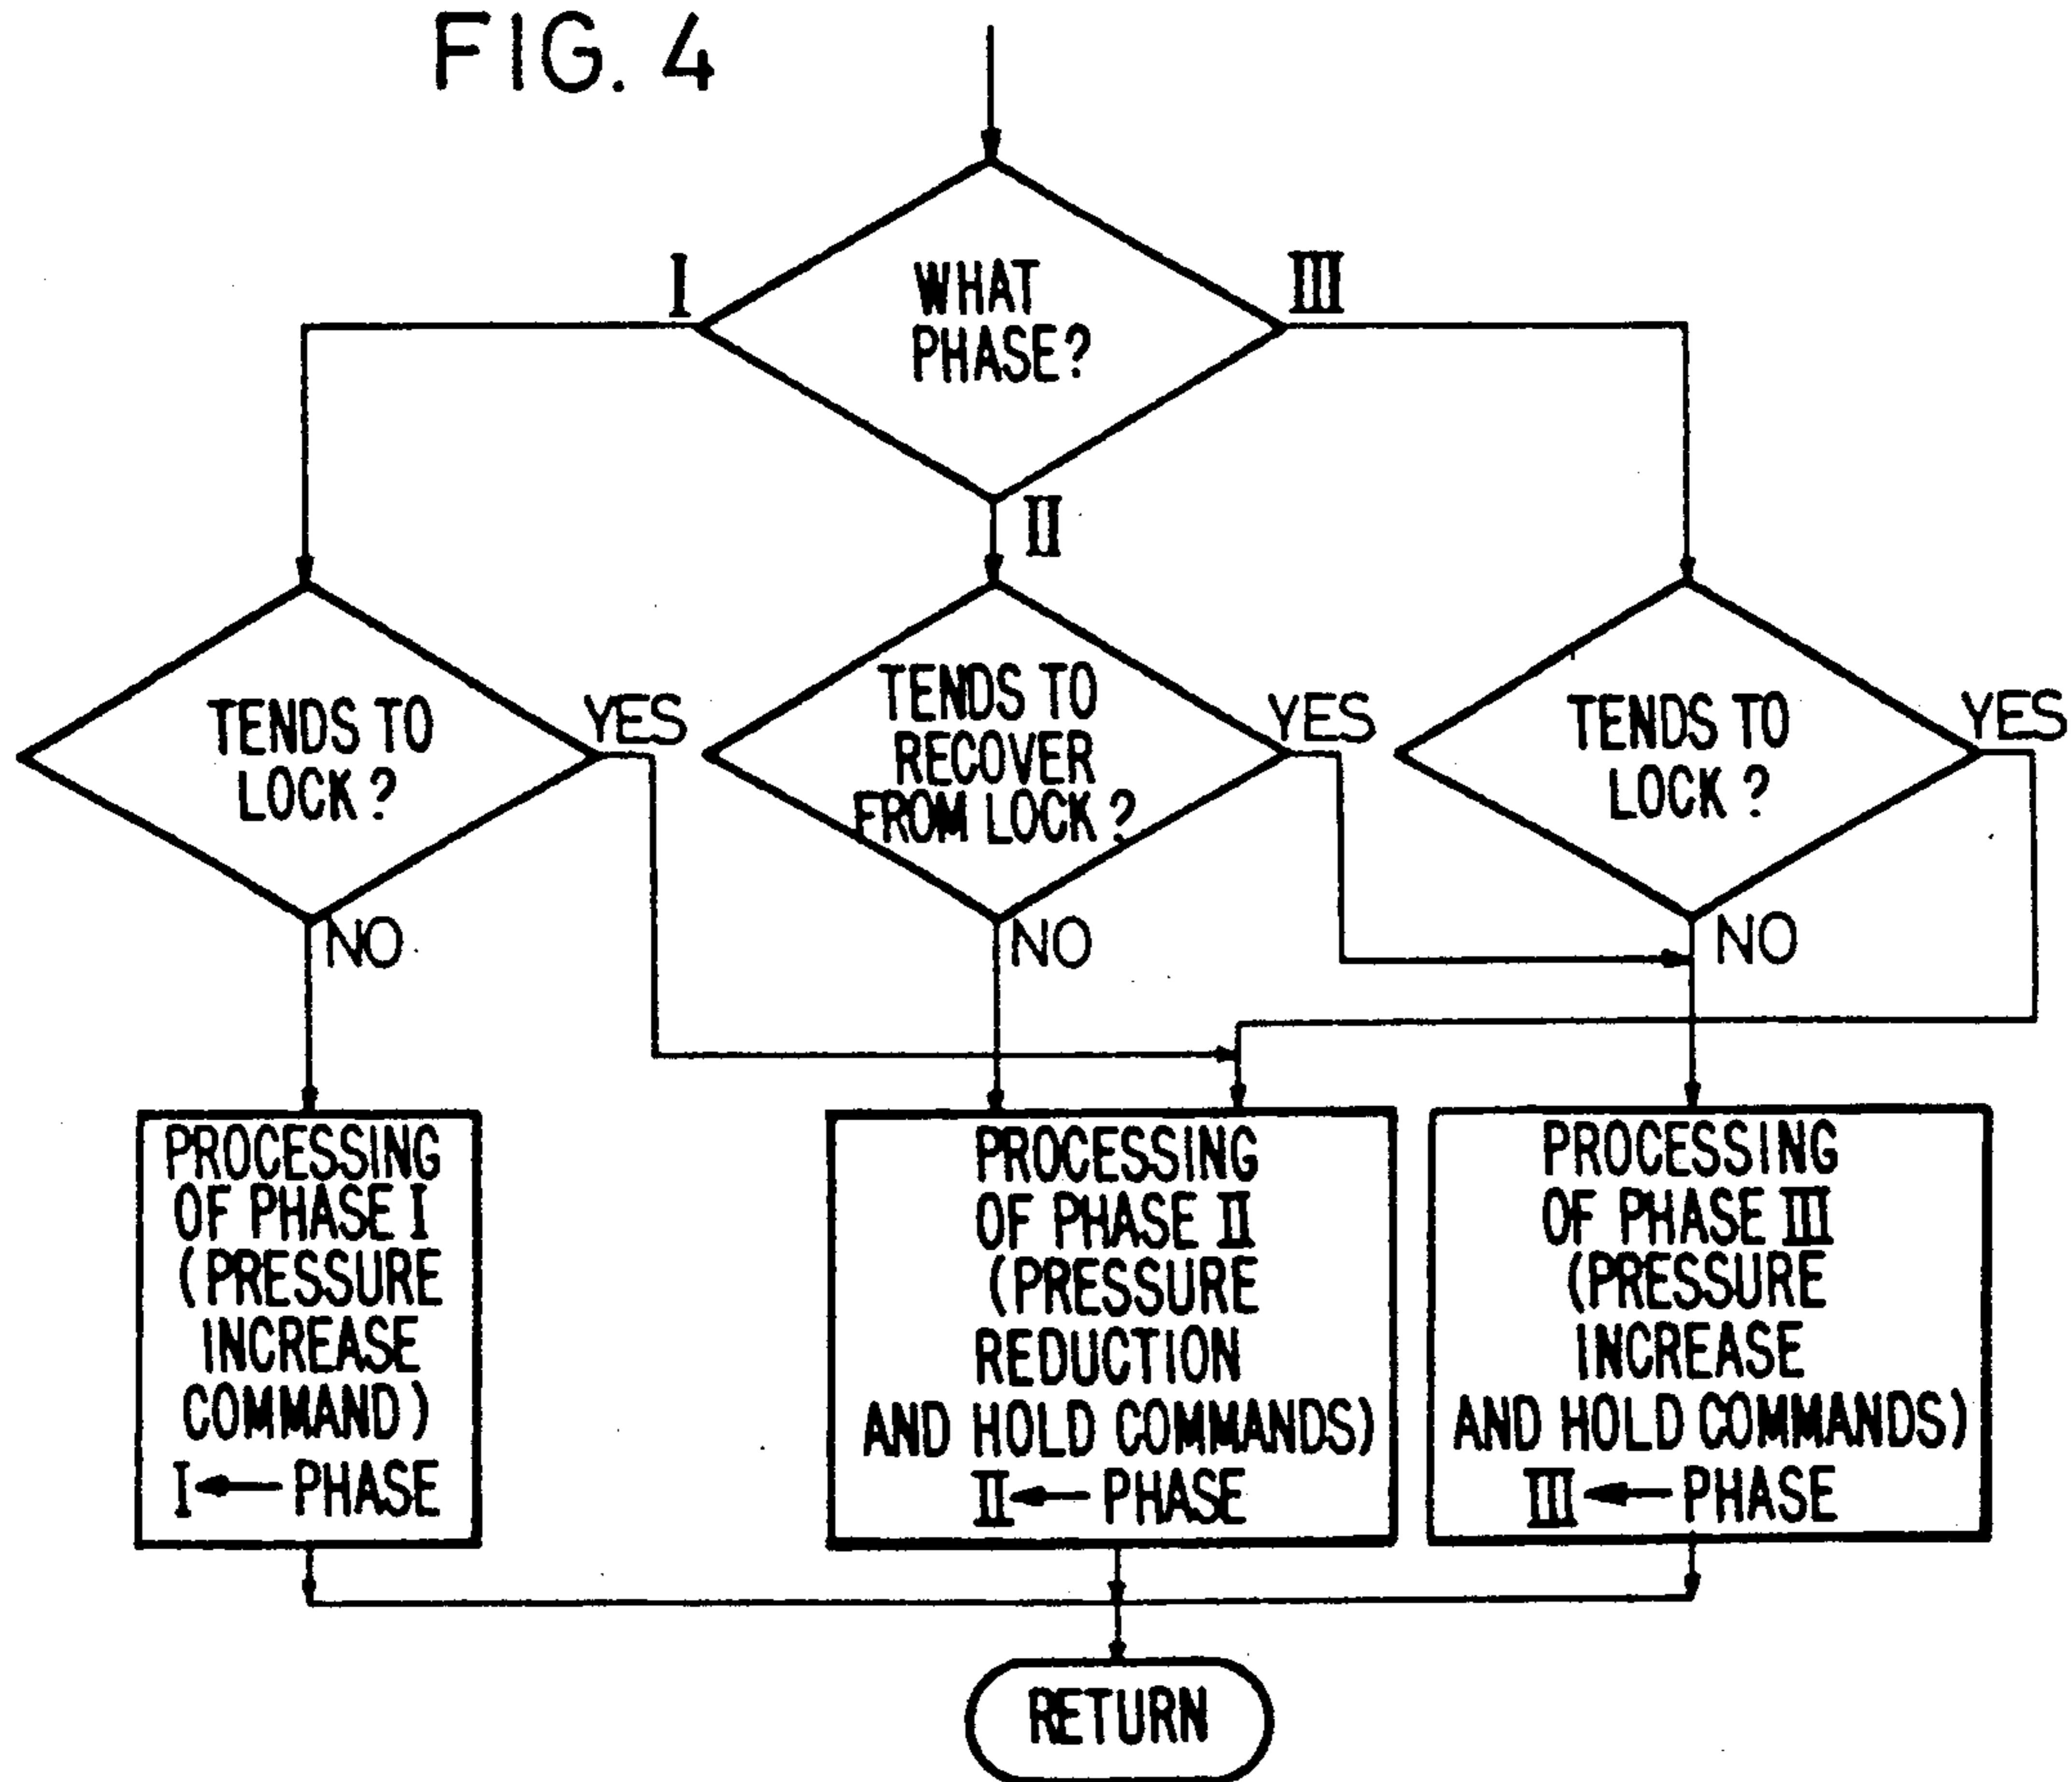 FIG. 4
WHAT
PHASE?
I
III
II
TENDS TO
LOCK?
YES
NO
TENDS TO
RECOVER
FROM LOCK?
YES
NO
TENDS TO
LOCK?
YES
NO
PROCESSING
OF PHASE I
(PRESSURE
INCREASE
COMMAND)
I ← PHASE
PROCESSING
OF PHASE II
(PRESSURE
REDUCTION
AND HOLD COMMANDS)
II ← PHASE
PROCESSING
OF PHASE III
(PRESSURE
INCREASE
AND HOLD COMMANDS)
III ← PHASE
RETURN